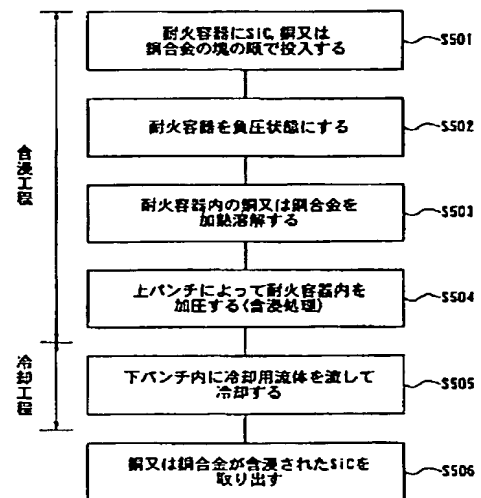 耐火容器にSiC、銅又は
銅合金の塊の順で投入する
S501
耐火容器を負圧状態にする
S502
含浸工程
耐火容器内の銅又は銅合金を
加熱溶解する
S503
上パンチによって耐火容器内を
加圧する(含浸処理)
S504
冷却工程
下パンチ内に冷却用流体を流して
冷却する
S505
銅又は銅合金が含浸されたSiCを
取り出す
S506